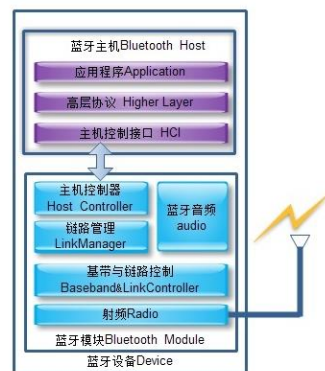 蓝牙主机Bluetooth Host
应用程序Application
高层协议 Higher Layer
主机控制接口 HCI
主机控制器
Host Controller
链路管理
LinkManager
蓝牙音频
audio
基带与链路控制
Baseband&LinkController
射频Radio
蓝牙模块Bluetooth Module
蓝牙设备Device